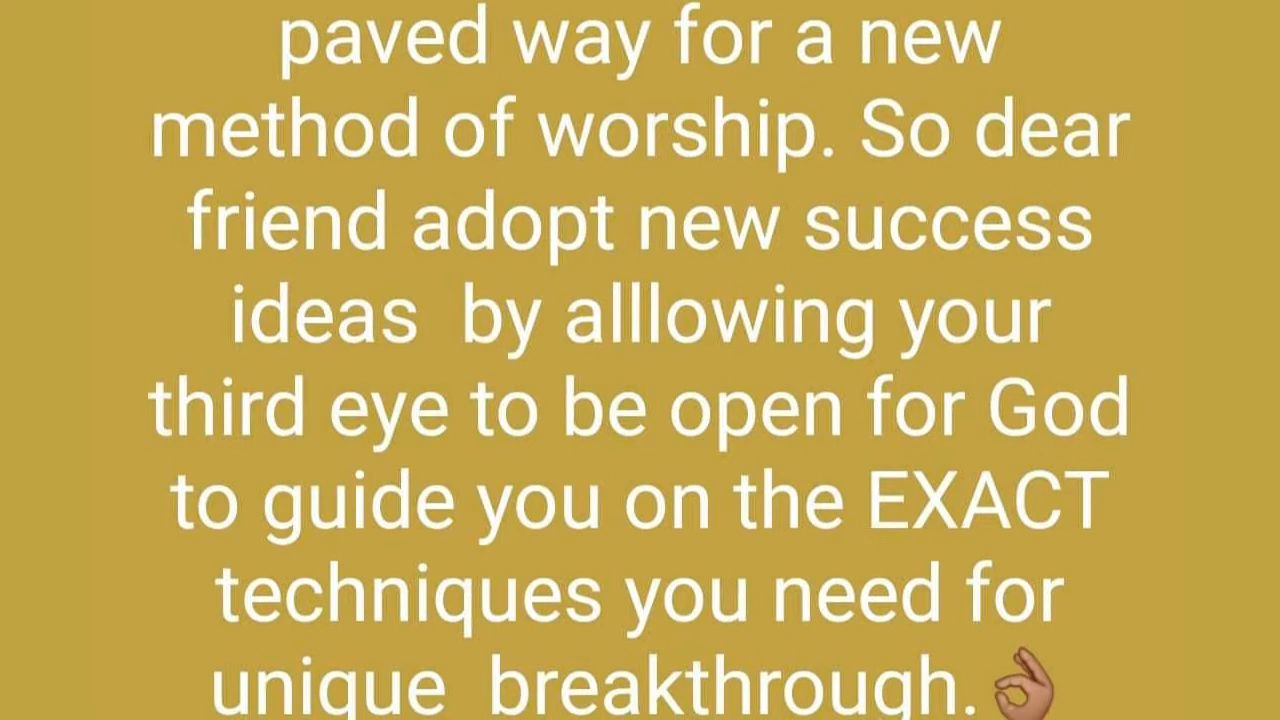 paved way for a new
method of worship. So dear
friend adopt new success
ideas  by alllowing your
third eye to be open for God
to guide you on the EXACT
techniques you need for
unique  breakthrough.👌🏾